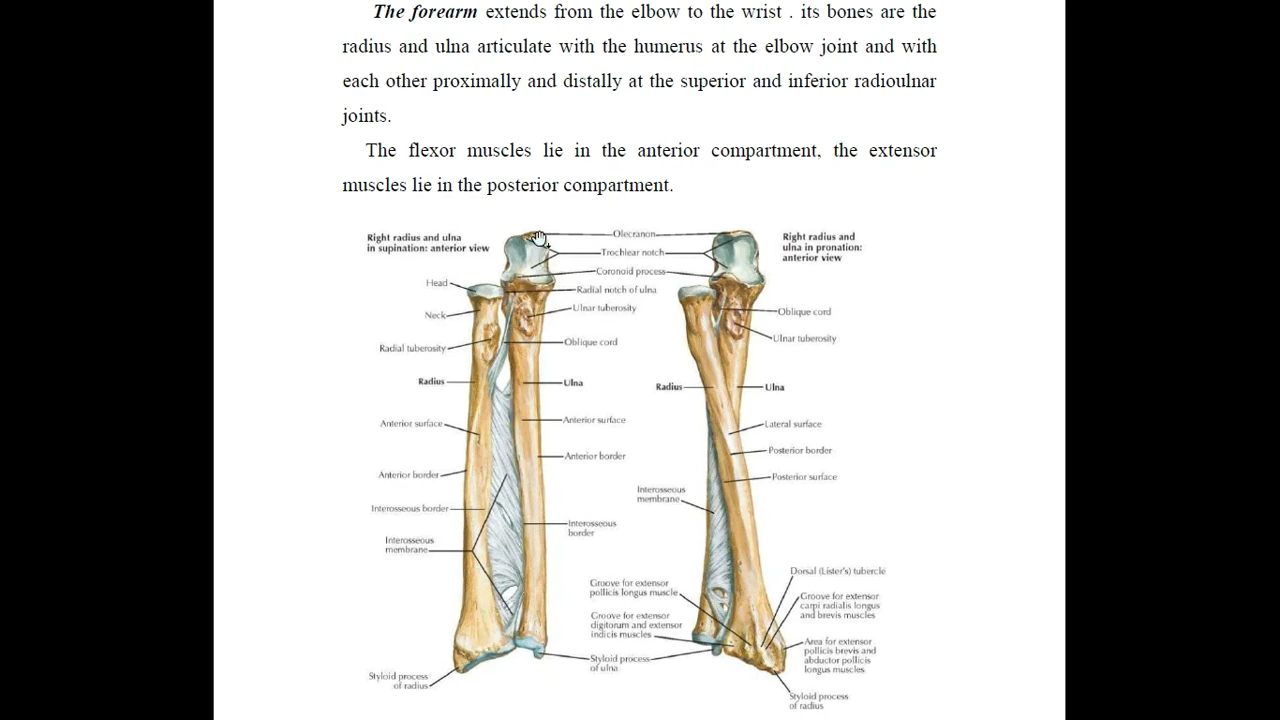 The forearm extends from the elbow to the wrist . its bones are the
radius and ulna articulate with the humerus at the elbow joint and with
each other proximally and distally at the superior and inferior radioulnar
joints.
The flexor muscles lie in the anterior compartment, the extensor
muscles lie in the posterior compartment.
Right radius and ulna
in supination: anterior view
Olecranon
Trochlear notch
Coronoid process
Right radius and
ulna in pronation:
anterior view
Head
Radial notch of ulna
Neck
Ulnar tuberosity
Oblique cord
Radial tuberosity
Oblique cord
Ulnar tuberosity
Radius
Ulna
Radius
Ulna
Anterior surface
Anterior surface
Lateral surface
Anterior border
Anterior border
Posterior border
Posterior surface
Interosseous border
Interosseous
membrane
Interosseous
membrane
Interosseous
border
Groove for extensor
pollicis longus muscle
Groove for extensor
digitorum and extensor
indicis muscles
Dorsal (Lister's) tubercle
Groove for extensor
carpi radialis longus
and brevis muscles
Area for extensor
pollicis brevis and
abductor pollicis
longus muscles
Styloid process
of radius
Styloid process
of ulna
Styloid process
of radius